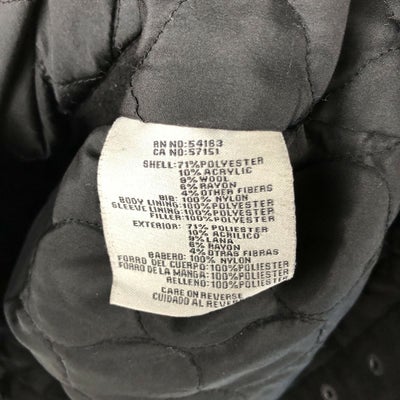 RN NO:54163
CA NO:57151
SHELL:71%POLYESTER
10% ACRYLIC
9% WOOL
6% RAYON
4% OTHER FIBERS
BIB:100% NYLON
BODY LINING:100% POLYESTER
SLEEVE LINING:100% POLYESTER
FILLER:100% POLYESTER
EXTERIOR: 71% POLIESTER
10% ACRILICO
9% LANA
6% RAYON
4% OTRAS FIBRAS
BABERO: 100% NYLON
FORRO DEL CUERPO:100%POLIESTER
FORRO DE LA MANGA:100%POLIESTER
RELLENO:100%POLIESTER
CARE ON REVERSE
CUIDADO AL REVER